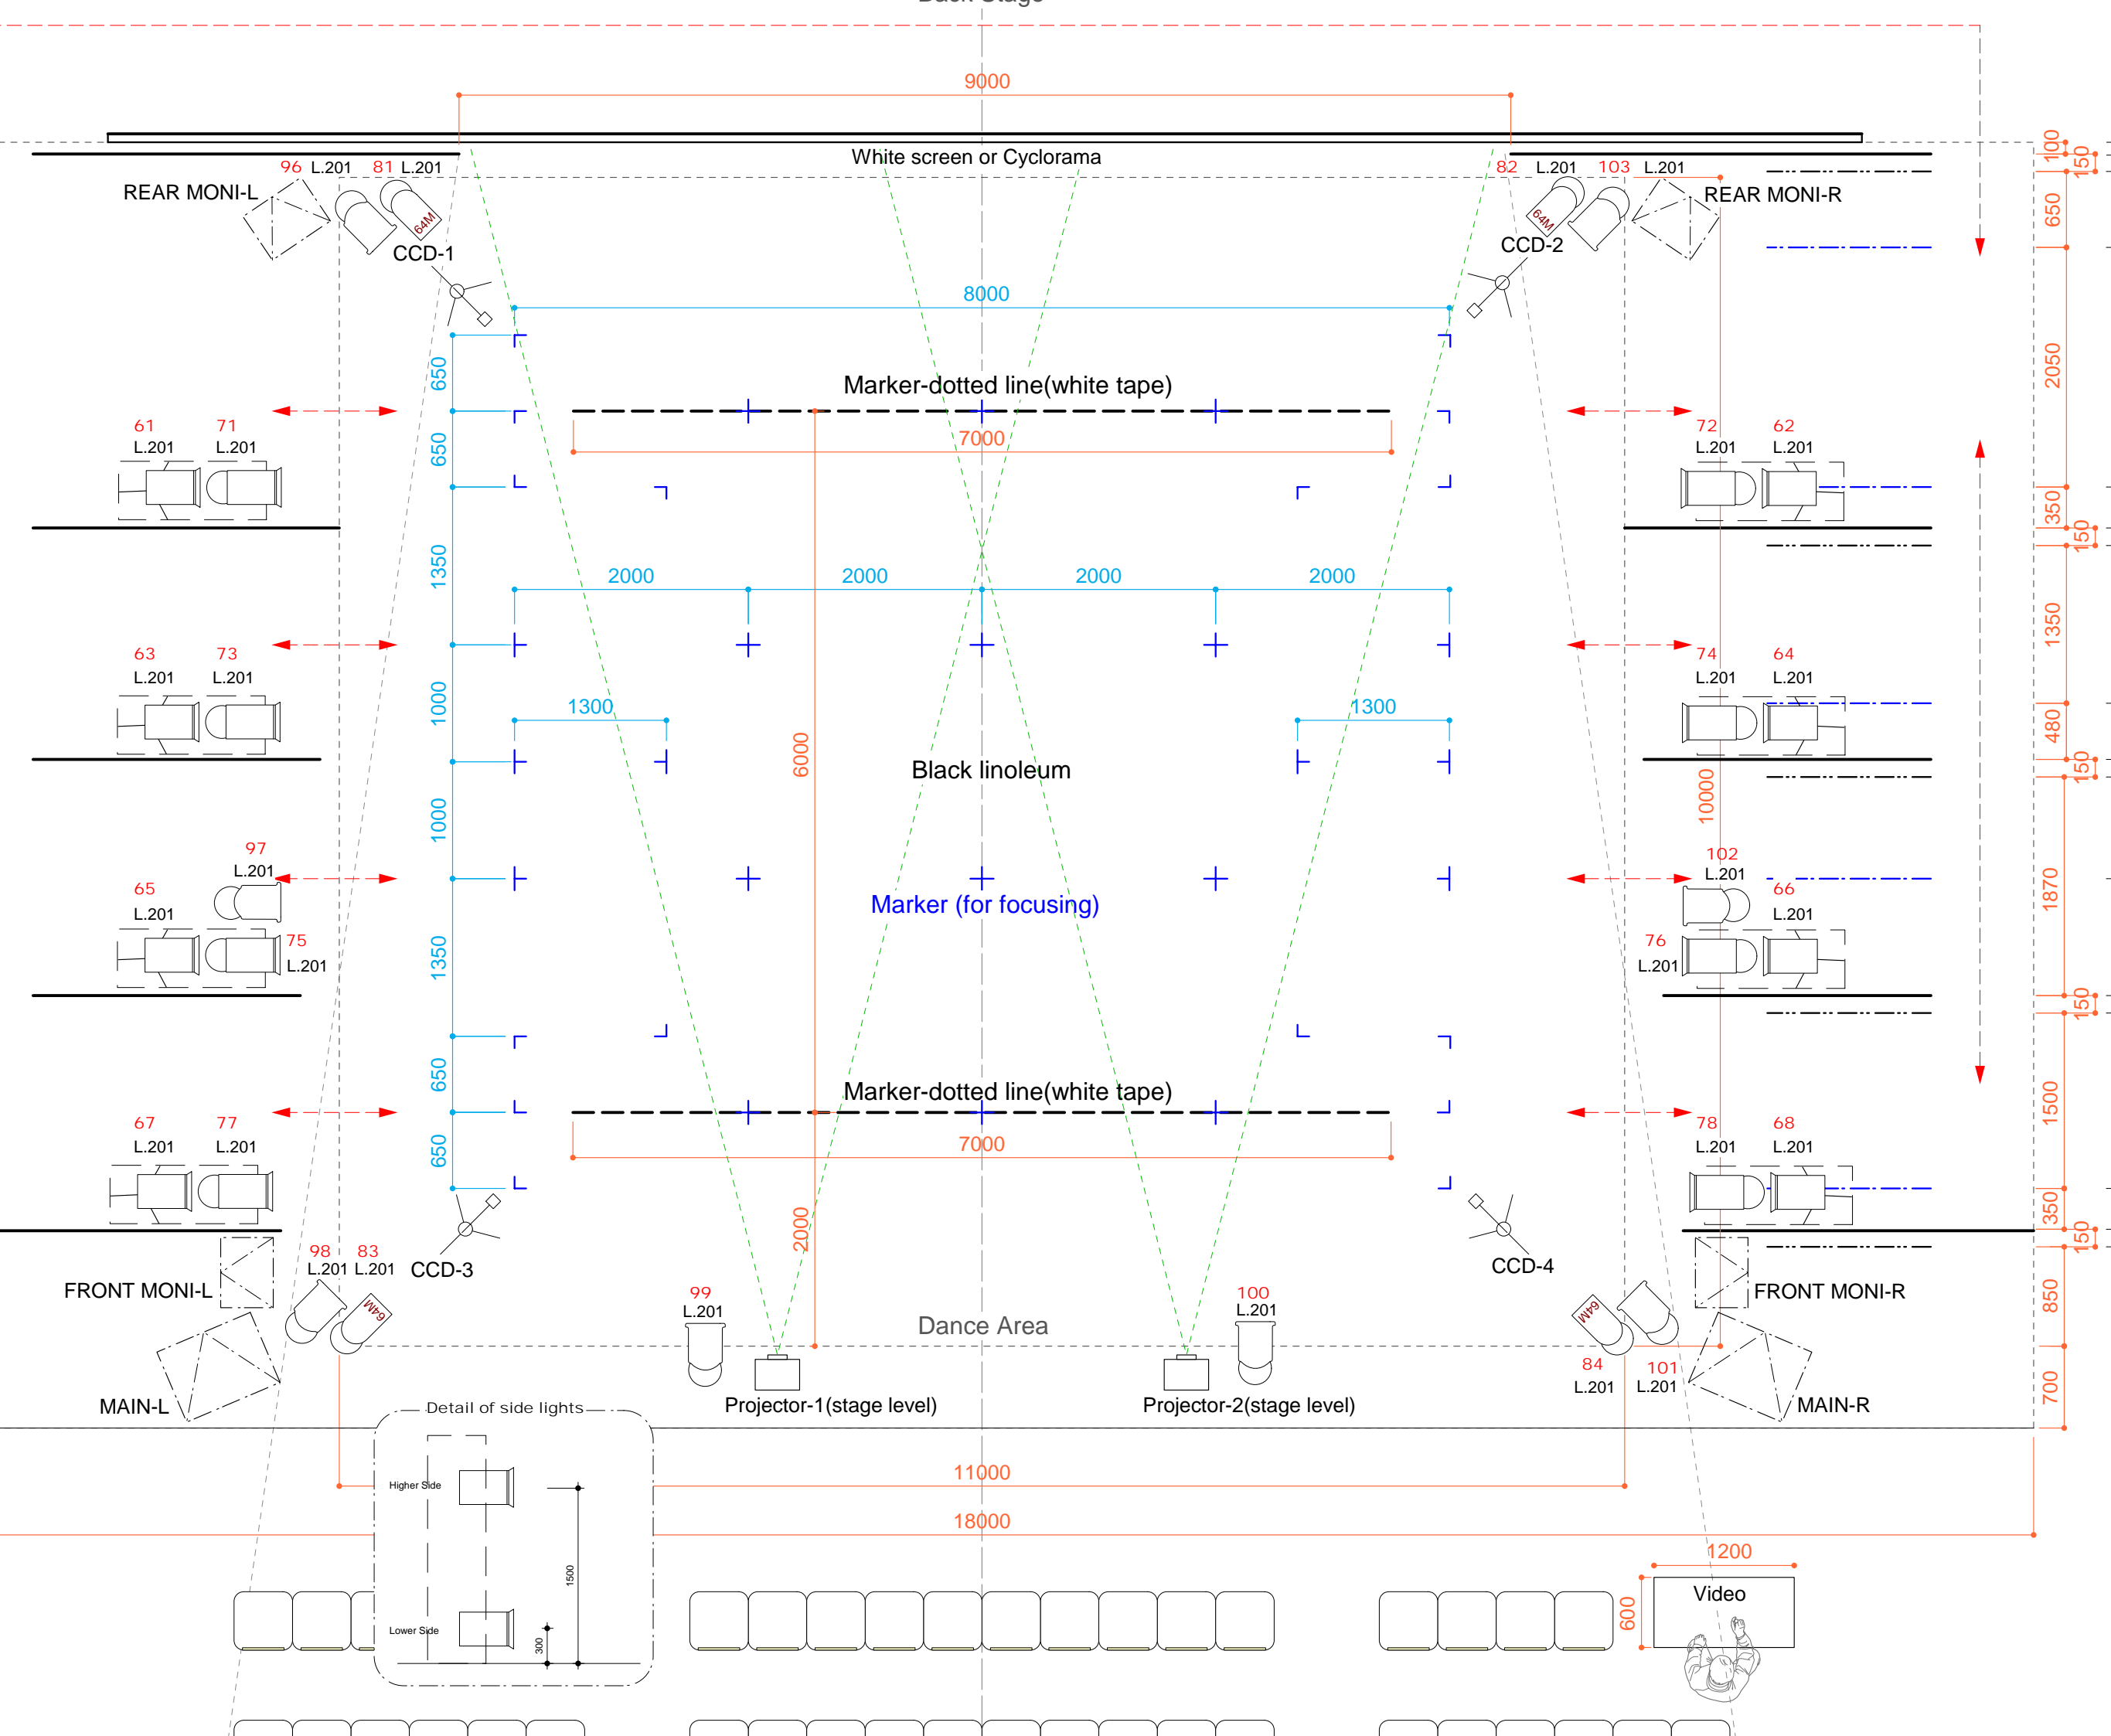 Back Stage
9000
White screen or Cyclorama
96 L.201 81 L.201
82 L.201 103 L.201
100
150
REAR MONI-L
REAR MONI-R
64M
64M
650
CCD-1
CCD-2
8000
650
2050
Marker-dotted line(white tape)
61 71
L.201 L.201
650
7000
72 62
L.201 L.201
350
150
1350
2000 2000 2000 2000
1350
63 73
L.201 L.201
74 64
L.201 L.201
1000
1300
1300
480
6000
Black linoleum
150
10000
1000
97
L.201
102
L.201
65
L.201
66
L.201
1870
Marker (for focusing)
75
L.201
76
L.201
1350
150
650
Marker-dotted line(white tape)
1500
67 77
L.201 L.201
78 68
L.201 L.201
650
7000
350
2000
150
98 83
L.201 L.201
CCD-3
CCD-4
FRONT MONI-L
FRONT MONI-R
64M
64M
99
L.201
100
L.201
850
Dance Area
84
L.201
101
L.201
700
MAIN-L
Projector-1(stage level)
Projector-2(stage level)
MAIN-R
Detail of side lights
Higher Side
11000
18000
1500
1200
Video
600
Lower Side
300